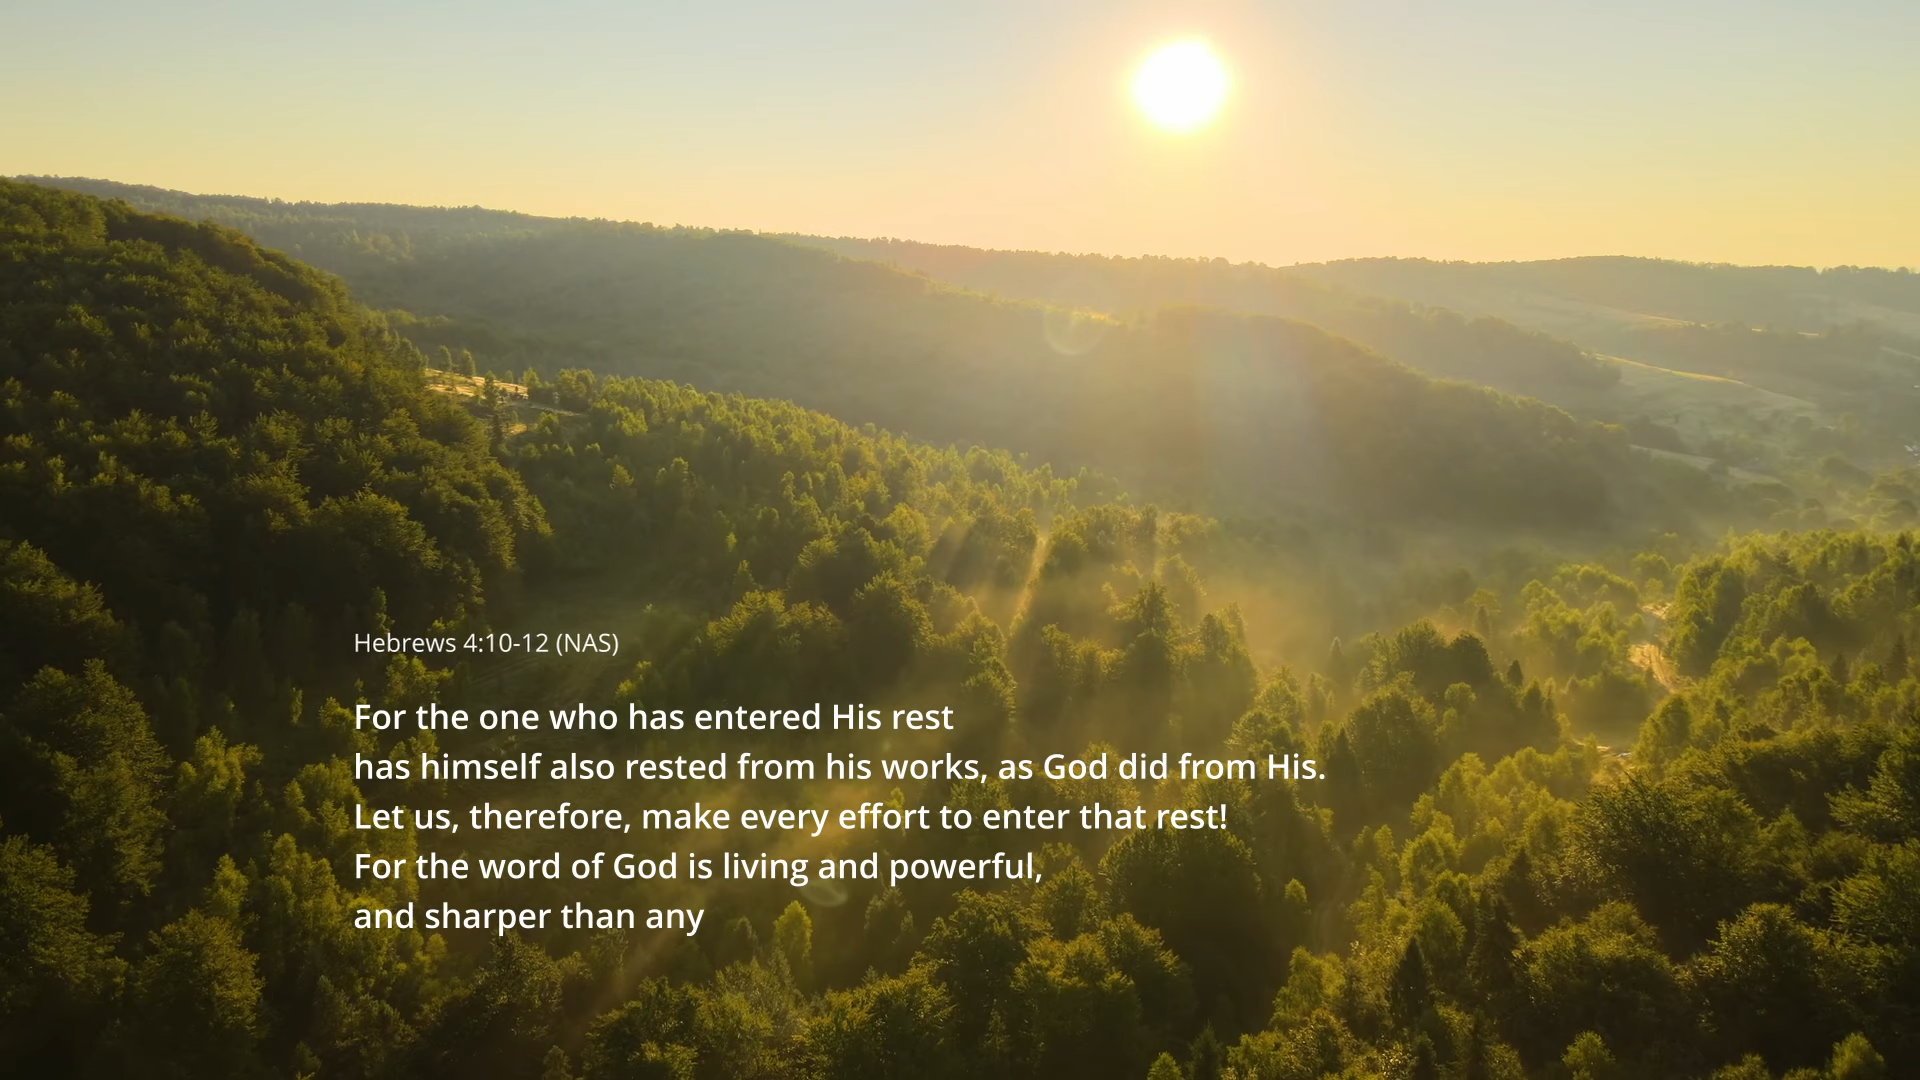 Hebrews 4:10-12 (NAS)
For the one who has entered His rest
has himself also rested from his works, as God did from His.
Let us, therefore, make every effort to enter that rest!
For the word of God is living and powerful,
and sharper than any